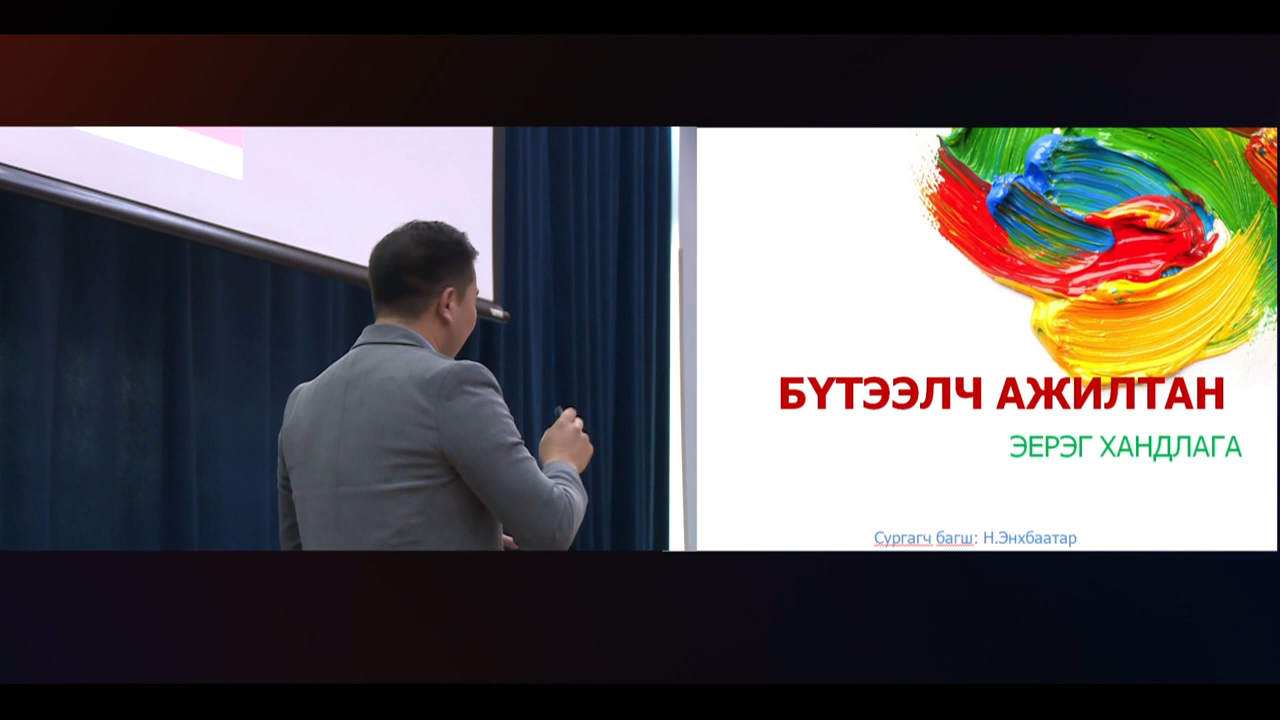 БҮТЭЭЛЧ АЖИЛТАН
ЭЕРЭГ ХАНДЛАГА
Сургагч багш: Н.Энхбаатар